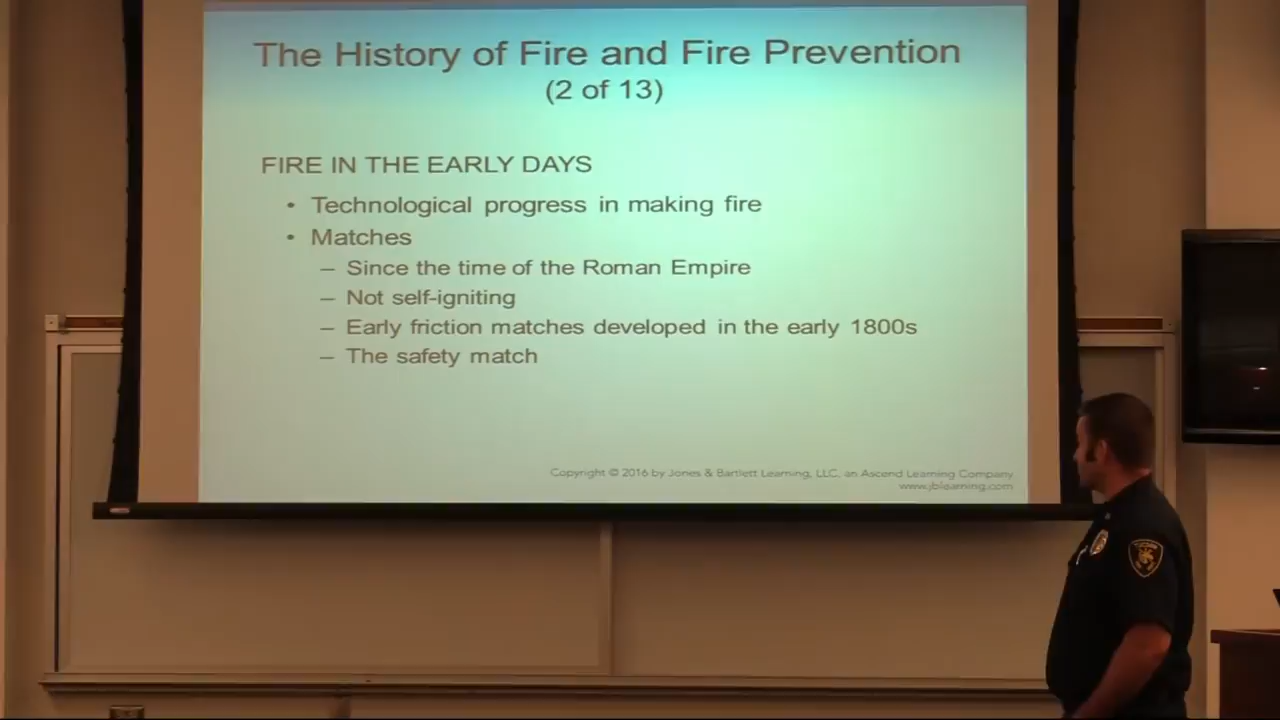 The History of Fire and Fire Prevention
(2 of 13)
FIRE IN THE EARLY DAYS
• Technological progress in making fire
• Matches
– Since the time of the Roman Empire
– Not self-igniting
– Early friction matches developed in the early 1800s
– The safety match
Copyright © 2016 by Jones & Bartlett Learning, LLC, an Ascend Learning Company
www.jblearning.com